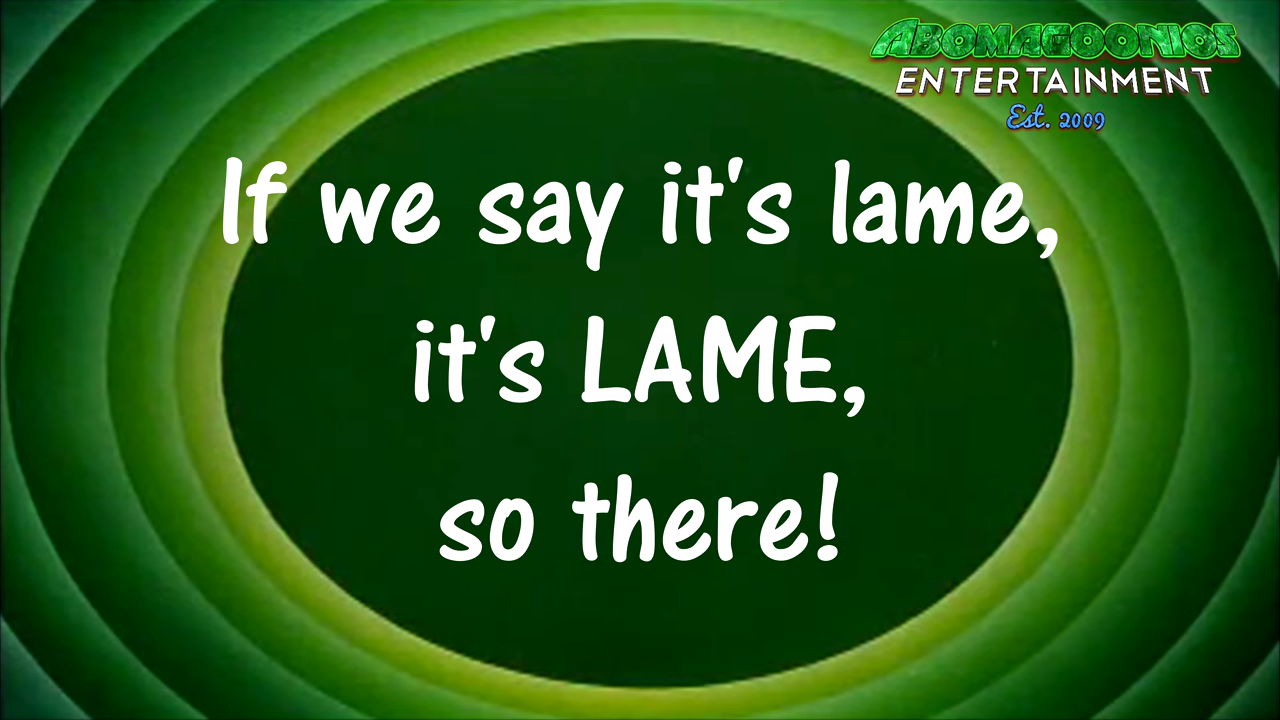 ABOMAGOONIOS
ENTERTAINMENT
Est. 2009
If we say it's lame,
it's LAME,
so there!